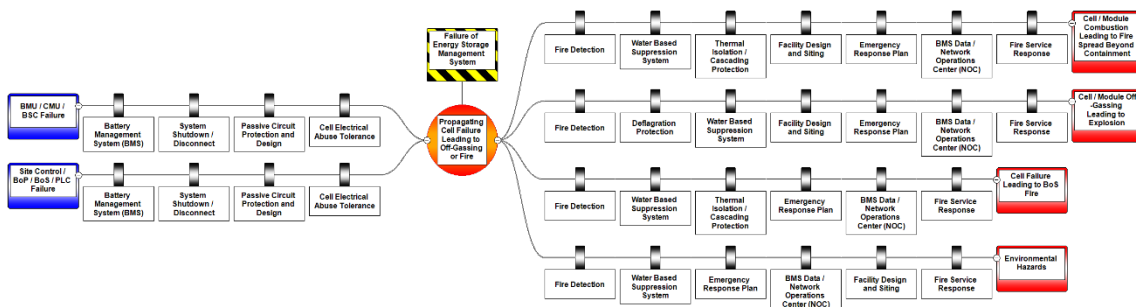 Failure of
Energy Storage
Management
System
BMU / CMU /
BSC Failure
Battery
Management
System (BMS)
System
Shutdown /
Disconnect
Passive Circuit
Protection and
Design
Cell Electrical
Abuse Tolerance
Site Control /
BoP / BoS / PLC
Failure
Battery
Management
System (BMS)
System
Shutdown /
Disconnect
Passive Circuit
Protection and
Design
Cell Electrical
Abuse Tolerance
Propagating
Cell Failure
Leading to
Off-Gassing
or Fire
Fire Detection
Water Based
Suppression
System
Thermal
Isolation /
Cascading
Protection
Facility Design
and Siting
Emergency
Response Plan
BMS Data /
Network
Operations
Center (NOC)
Fire Service
Response
Cell / Module
Combustion
Leading to Fire
Spread Beyond
Containment
Fire Detection
Deflagration
Protection
Water Based
Suppression
System
Facility Design
and Siting
Emergency
Response Plan
BMS Data /
Network
Operations
Center (NOC)
Fire Service
Response
Cell / Module Off
-Gassing
Leading to
Explosion
Fire Detection
Water Based
Suppression
System
Thermal
Isolation /
Cascading
Protection
Emergency
Response Plan
BMS Data /
Network
Operations
Center (NOC)
Fire Service
Response
Cell Failure
Leading to BoS
Fire
Fire Detection
Water Based
Suppression
System
Emergency
Response Plan
BMS Data /
Network
Operations
Center (NOC)
Facility Design
and Siting
Fire Service
Response
Environmental
Hazards